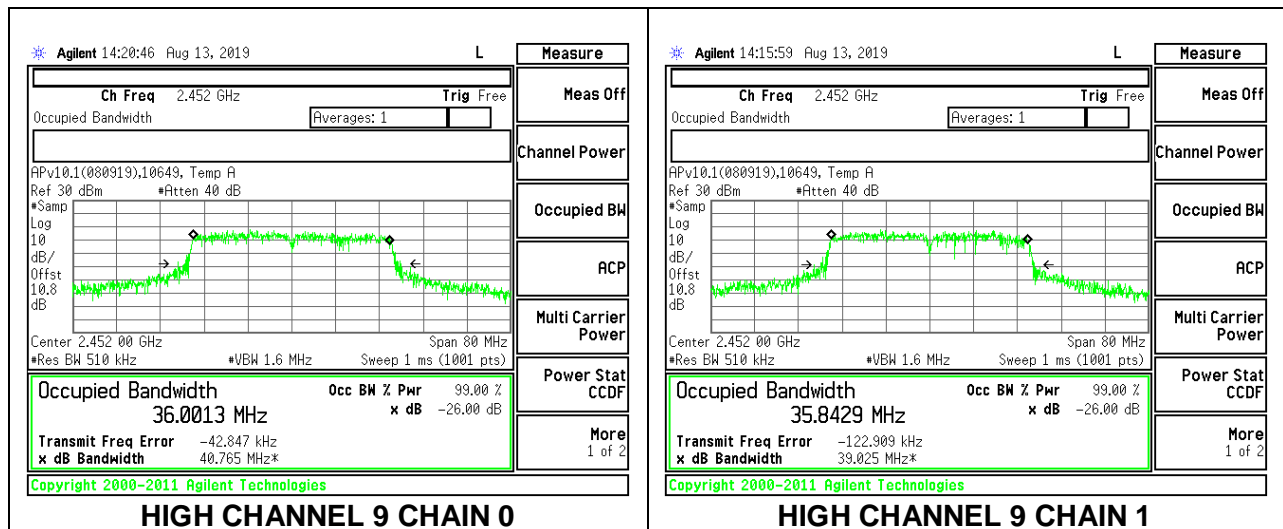 Agilent 14:20:46 Aug 13, 2019 L Measure
Ch Freq 2.452 GHz Trig Free
Occupied Bandwidth Averages: 1
APv10.1(080919),10649, Temp A
Ref 30 dBm #Atten 40 dB
#Samp
Log
10
dB/
Offst
10.8
dB
Center 2.452 00 GHz Span 80 MHz
#Res BW 510 kHz #VBW 1.6 MHz Sweep 1 ms (1001 pts)
Occupied Bandwidth Occ BW % Pwr 99.00 %
36.0013 MHz x dB -26.00 dB
Transmit Freq Error -42.847 kHz
x dB Bandwidth 40.765 MHz*
Copyright 2000-2011 Agilent Technologies
Meas Off
Channel Power
Occupied BW
ACP
Multi Carrier
Power
Power Stat
CCDF
More
1 of 2
HIGH CHANNEL 9 CHAIN 0
Agilent 14:15:59 Aug 13, 2019 L Measure
Ch Freq 2.452 GHz Trig Free
Occupied Bandwidth Averages: 1
APv10.1(080919),10649, Temp A
Ref 30 dBm #Atten 40 dB
#Samp
Log
10
dB/
Offst
10.8
dB
Center 2.452 00 GHz Span 80 MHz
#Res BW 510 kHz #VBW 1.6 MHz Sweep 1 ms (1001 pts)
Occupied Bandwidth Occ BW % Pwr 99.00 %
35.8429 MHz x dB -26.00 dB
Transmit Freq Error -122.909 kHz
x dB Bandwidth 39.025 MHz*
Copyright 2000-2011 Agilent Technologies
Meas Off
Channel Power
Occupied BW
ACP
Multi Carrier
Power
Power Stat
CCDF
More
1 of 2
HIGH CHANNEL 9 CHAIN 1